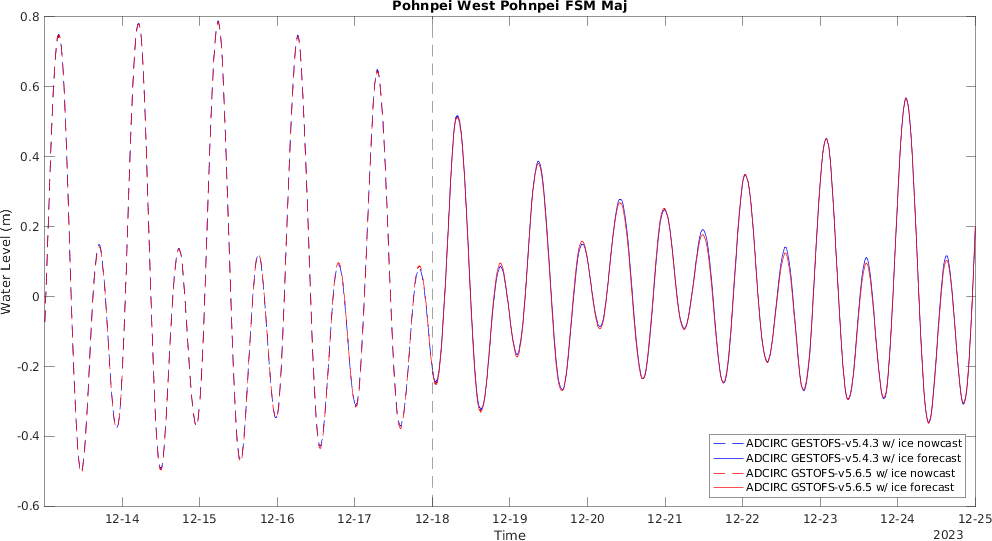 Pohnpei West Pohnpei FSM Maj
0.8
0.6
0.4
0.2
0
-0.2
-0.4
-0.6
Water Level (m)
ADCIRC GESTOFS-v5.4.3 w/ ice nowcast
ADCIRC GESTOFS-v5.4.3 w/ ice forecast
ADCIRC GSTOFS-v5.6.5 w/ ice nowcast
ADCIRC GSTOFS-v5.6.5 w/ ice forecast
12-14 12-15 12-16 12-17 12-18 12-19 12-20 12-21 12-22 12-23 12-24 12-25
Time
2023